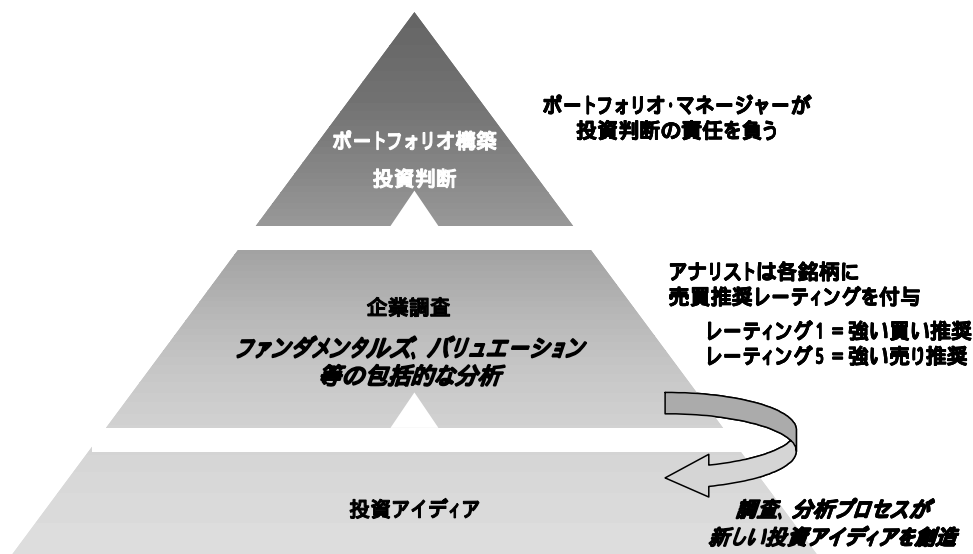 ポートフォリオ・マネージャーが
投資判断の責任を負う
ポートフォリオ構築
投資判断
アナリストは各銘柄に
売買推奨レーティングを付与
レーティング1 = 強い買い推奨
レーティング5 = 強い売り推奨
企業調査
ファンダメンタルズ、バリュエーション
等の包括的な分析
投資アイディア
調査、分析プロセスが
新しい投資アイディアを創造